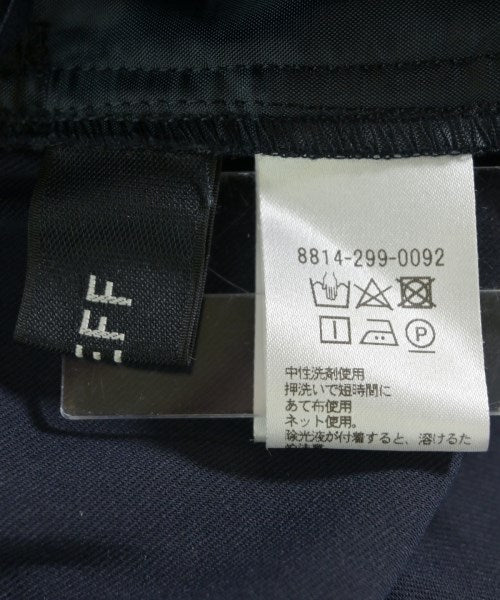 EFF
8814-299-0092
P
中性洗剤使用
押洗いで短時間に
あて布使用
ネット使用。
除光液が付着すると、溶けるた